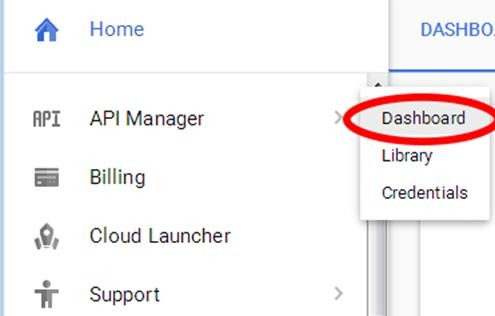 Home
DASHBO
API API Manager
Dashboard
Library
Billing
Credentials
Cloud Launcher
Support